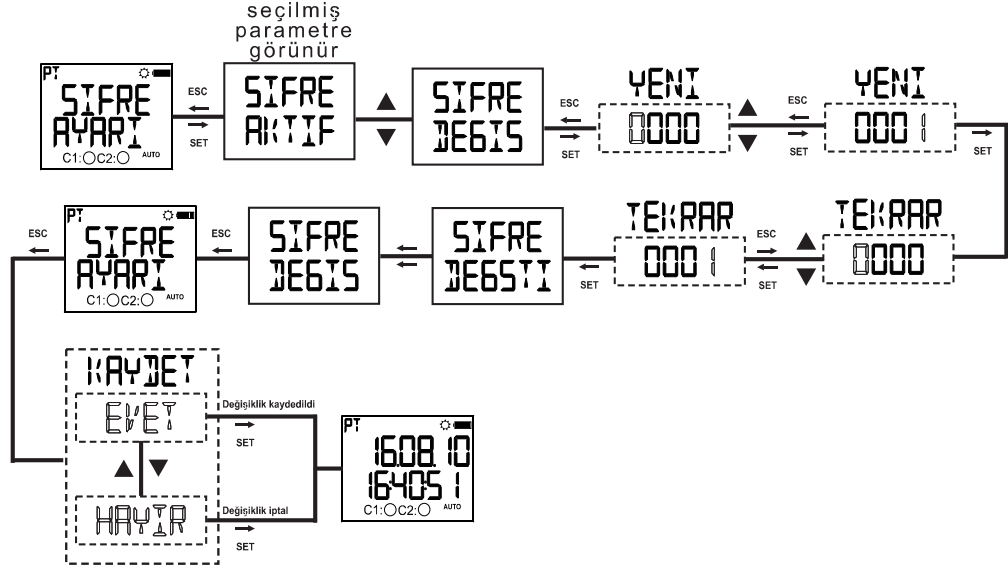 seçilmiş
parametre
görünür
PT
SIFRE
AYARI
C1: C2: AUTO
ESC
SET
SIFRE
AKTIF
SIFRE
DEGIS
ESC
SET
YENI
0000
ESC
SET
YENI
0001
SET
PT
SIFRE
AYARI
C1: C2: AUTO
ESC
ESC
SIFRE
DEGIS
SIFRE
DEGSTI
SET
TEKRAR
0001
ESC
SET
TEKRAR
0000
SET
KAYDET
EVET
HAYIR
Değişiklik kaydedildi
SET
Değişiklik iptal
SET
PT
16.08.10
16:40:51
C1: C2: AUTO